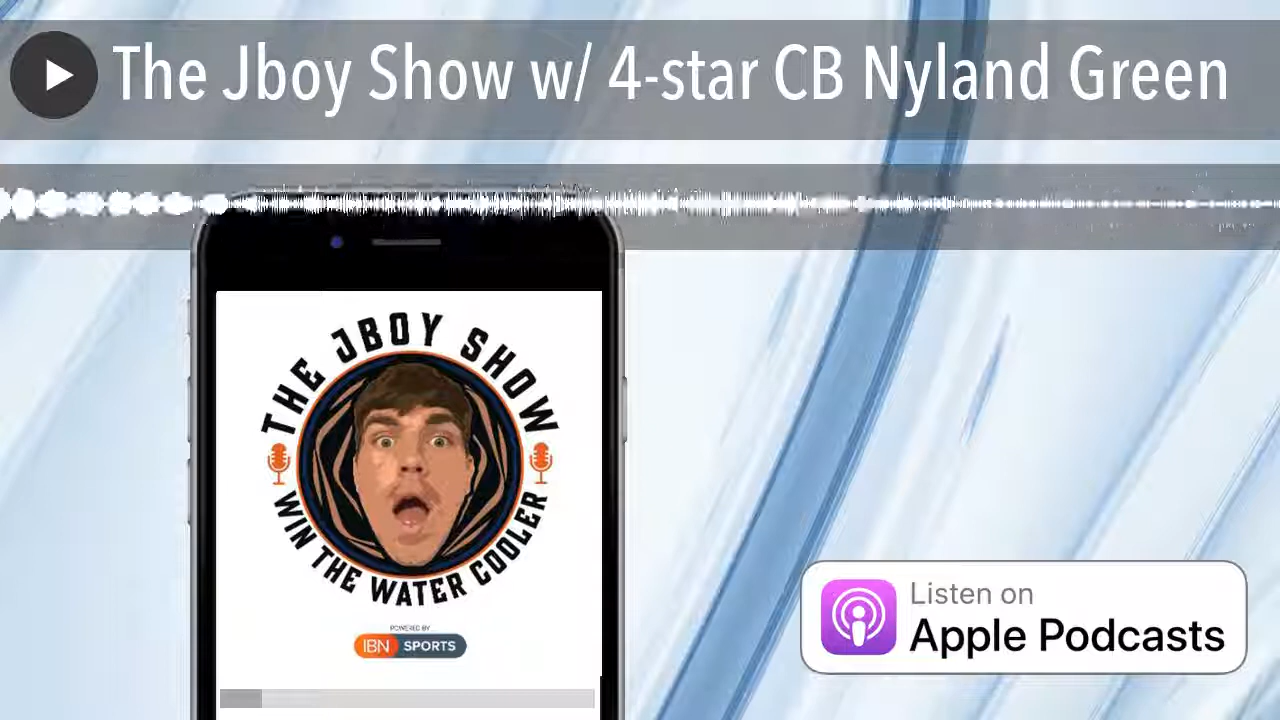 The Jboy Show w/ 4-star CB Nyland Green
THE JBOY SHOW
WIN THE WATER COOLER
POWERED BY
IBN SPORTS
Listen on
Apple Podcasts